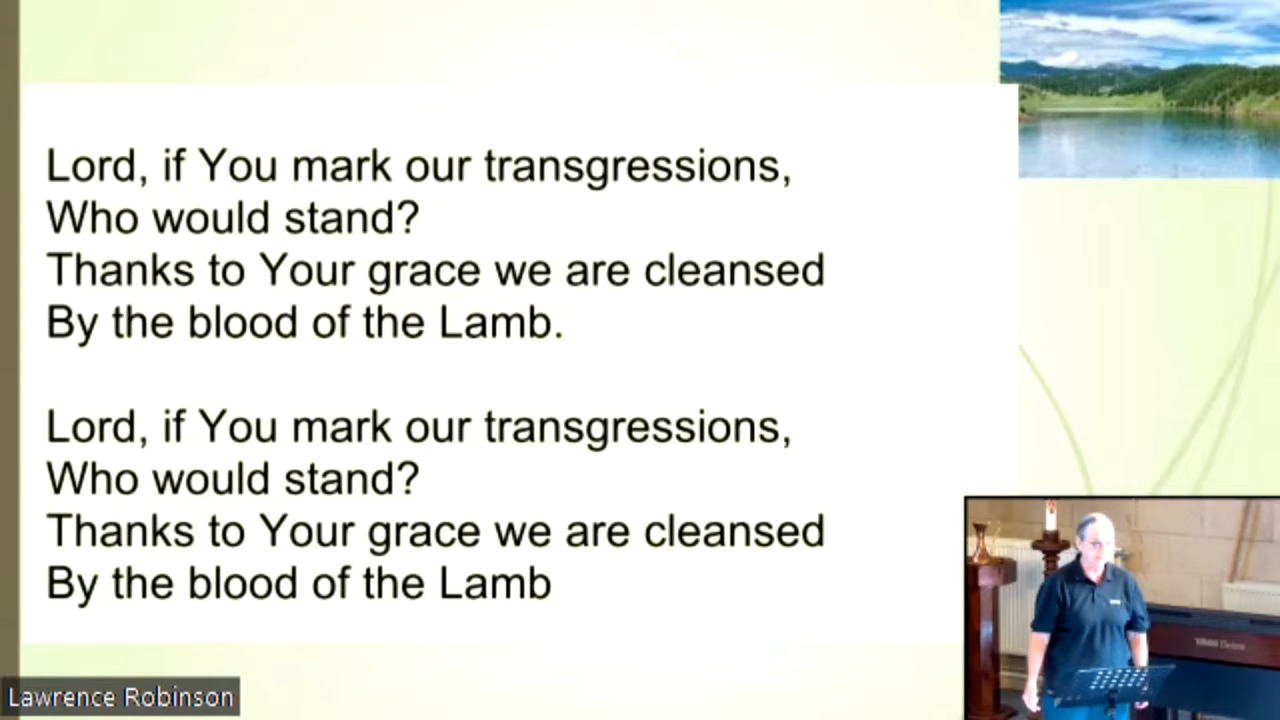 Lord, if You mark our transgressions,
Who would stand?
Thanks to Your grace we are cleansed
By the blood of the Lamb.
Lord, if You mark our transgressions,
Who would stand?
Thanks to Your grace we are cleansed
By the blood of the Lamb
Lawrence Robinson